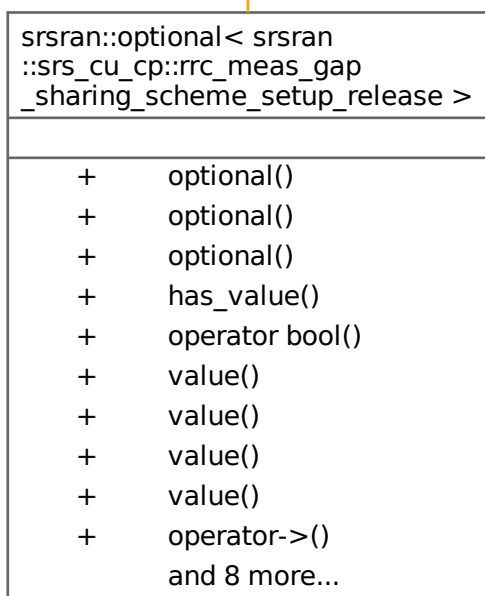 srsran::optional< srsran
::srs_cu_cp::rrc_meas_gap
_sharing_scheme_setup_release >
+ optional()
+ optional()
+ optional()
+ has_value()
+ operator bool()
+ value()
+ value()
+ value()
+ value()
+ operator->()
and 8 more...